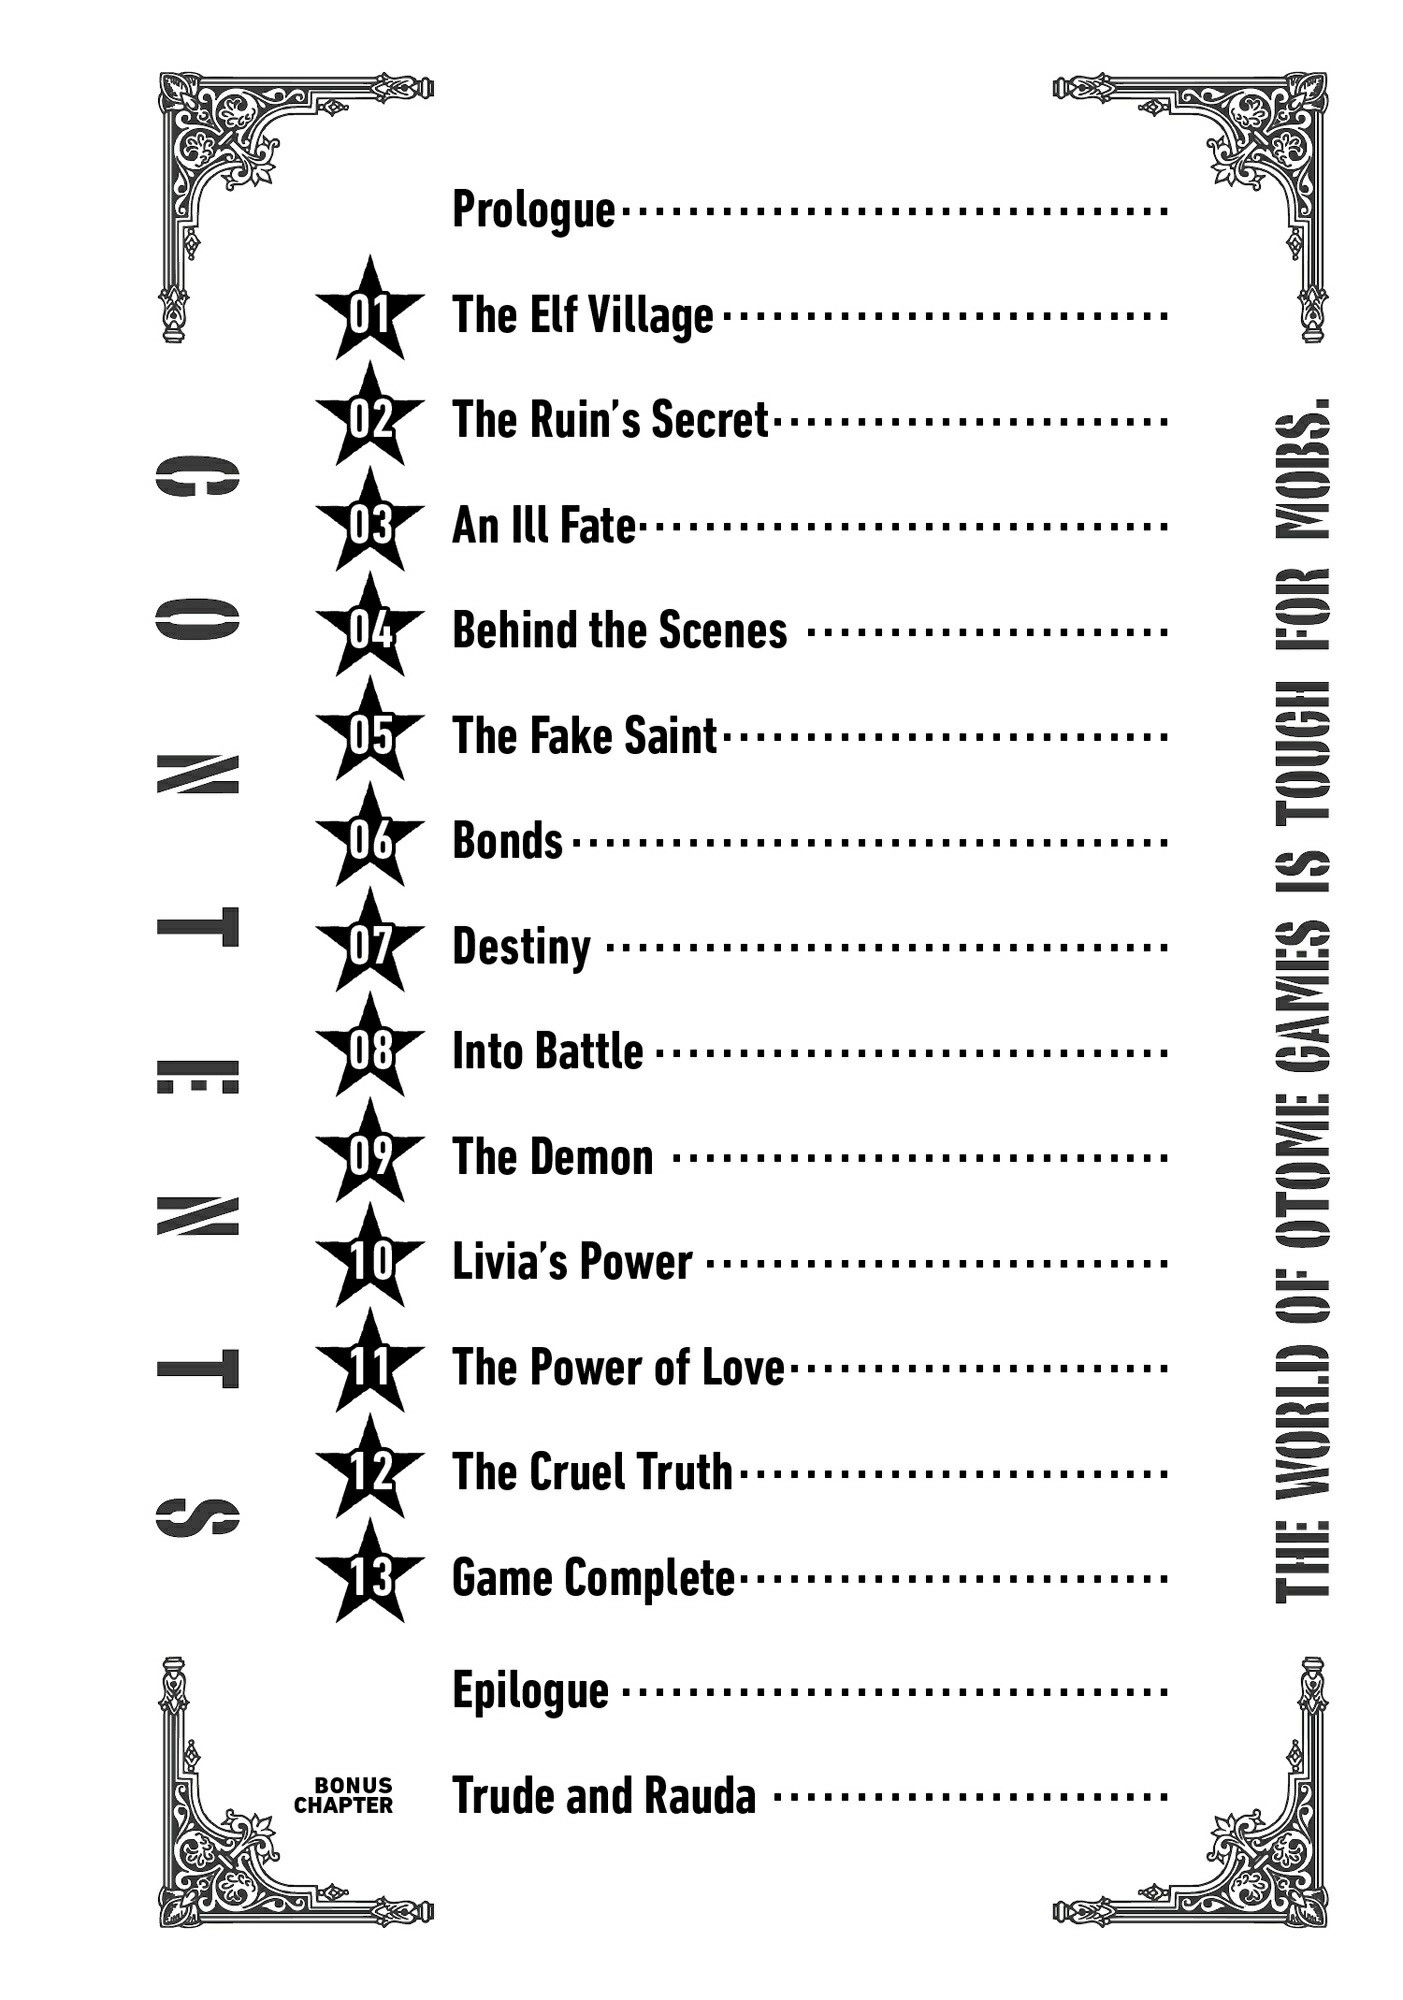 CONTENTS
Prologue
01 The Elf Village
02 The Ruin's Secret
03 An Ill Fate
04 Behind the Scenes
05 The Fake Saint
06 Bonds
07 Destiny
08 Into Battle
09 The Demon
10 Livia's Power
11 The Power of Love
12 The Cruel Truth
13 Game Complete
Epilogue
BONUS
CHAPTER
Trude and Rauda
THE WORLD OF OTOME GAMES IS TOUGH FOR MOBS.